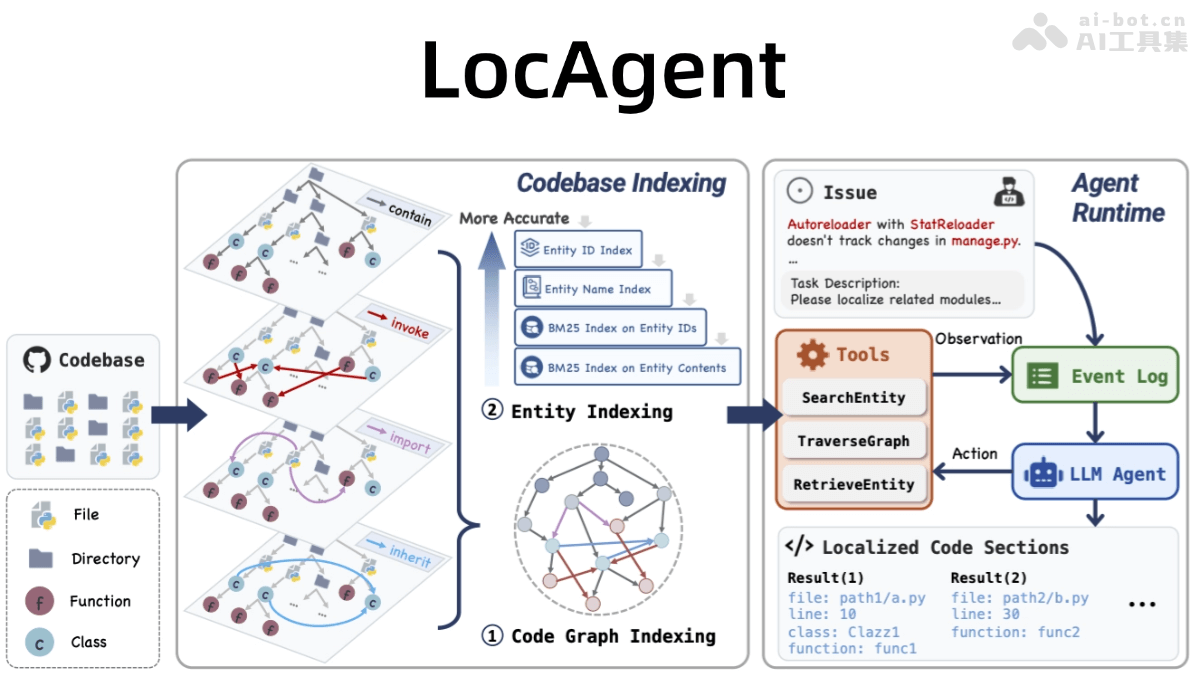 ai-bot.cn
AI工具集
LocAgent
Codebase
File
Directory
Function
Class
Codebase Indexing
contain
invoke
import
inherit
More Accurate
Entity ID Index
Entity Name Index
BM25 Index on Entity IDs
BM25 Index on Entity Contents
② Entity Indexing
① Code Graph Indexing
Agent
Runtime
Issue
Autoreloader with StatReloader
doesn't track changes in manage.py.
...
Task Description:
Please localize related modules...
Tools
SearchEntity
TraverseGraph
RetrieveEntity
Observation
Action
Event Log
LLM Agent
</> Localized Code Sections
Result(1)
file: path1/a.py
line: 10
class: Clazz1
function: func1
Result(2)
file: path2/b.py
line: 30
function: func2
...